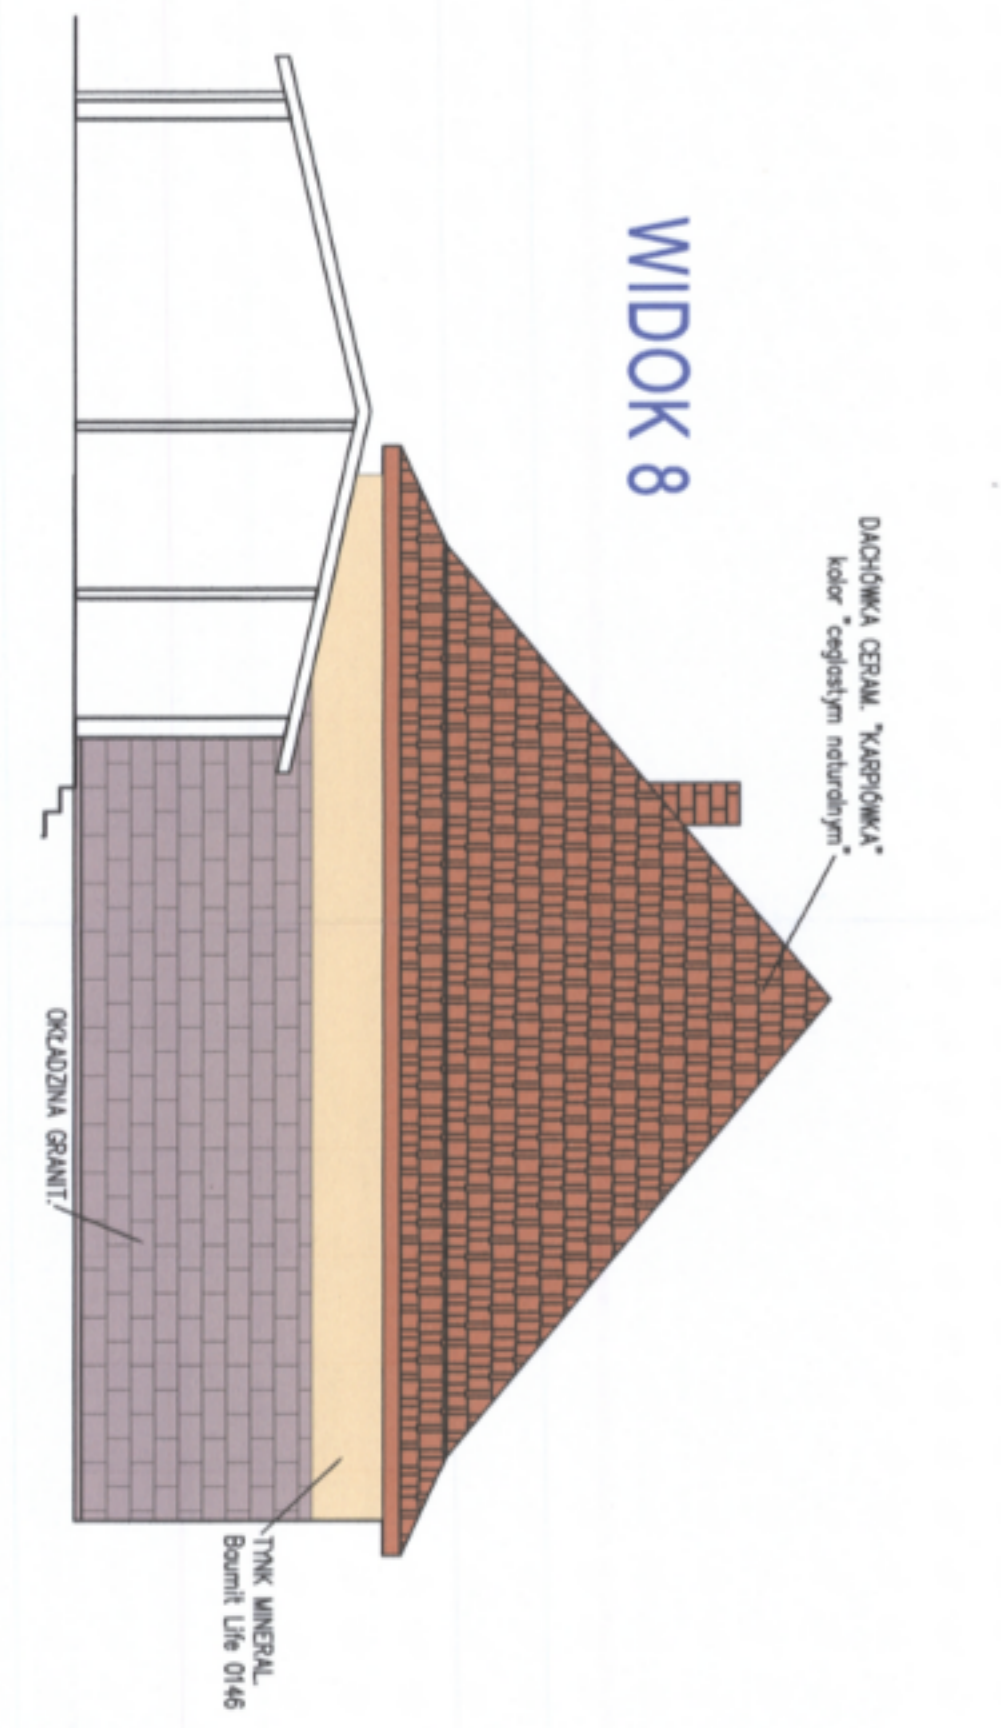 WIDOK 8
DACHÓWKA CERAM. "KARPIÓWKA"
kolor "ceglastym naturalnym"
OKŁADZINA GRANIT.
TYNK MINERAL.
Baumit Life 0146